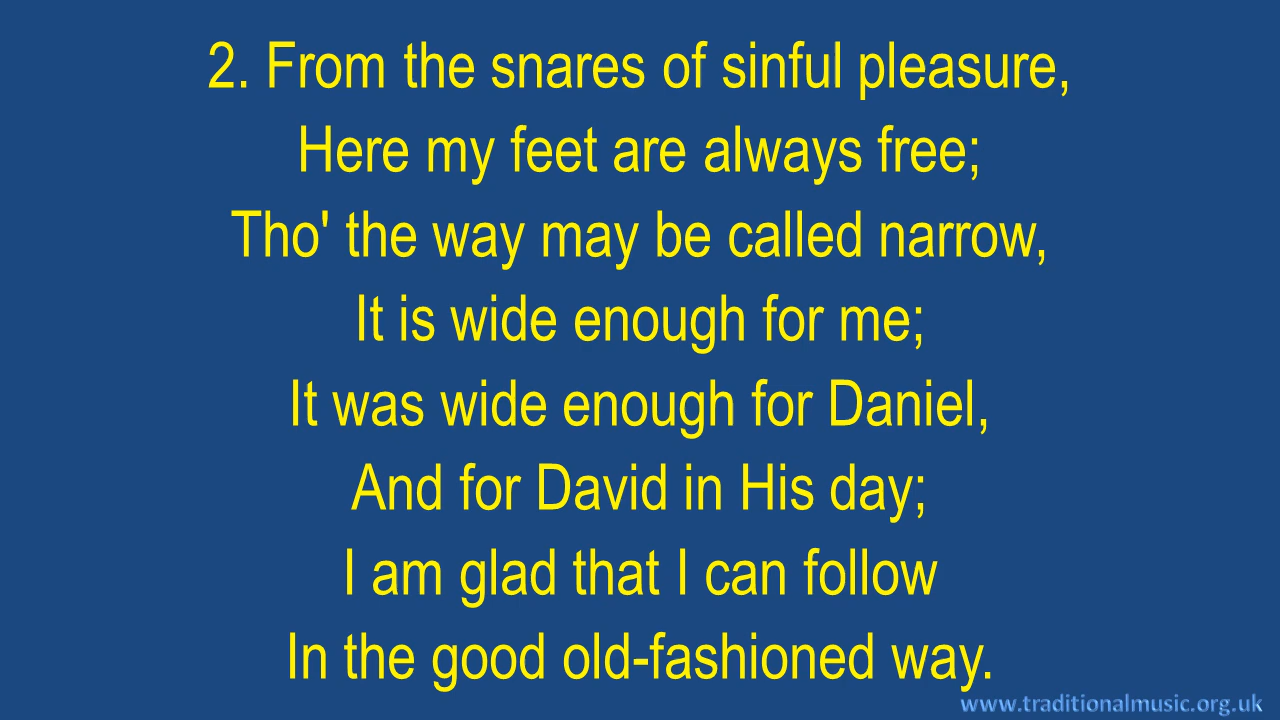 2. From the snares of sinful pleasure,
Here my feet are always free;
Tho' the way may be called narrow,
It is wide enough for me;
It was wide enough for Daniel,
And for David in His day;
I am glad that I can follow
In the good old-fashioned way.
www.traditionalmusic.org.uk